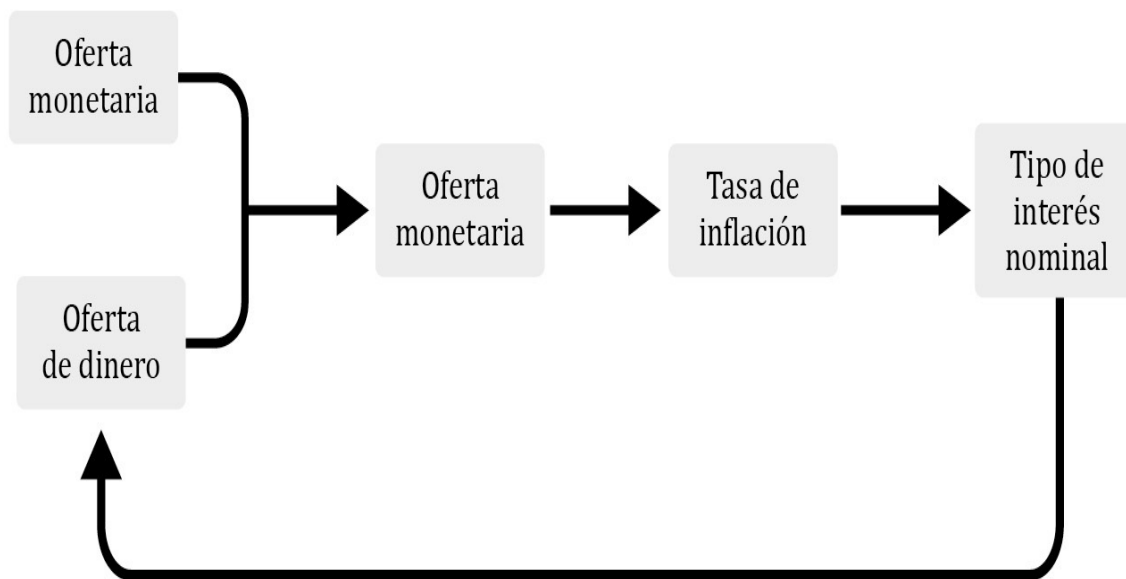 Oferta
monetaria
Oferta
de dinero
Oferta
monetaria
Tasa de
inflación
Tipo de
interés
nominal